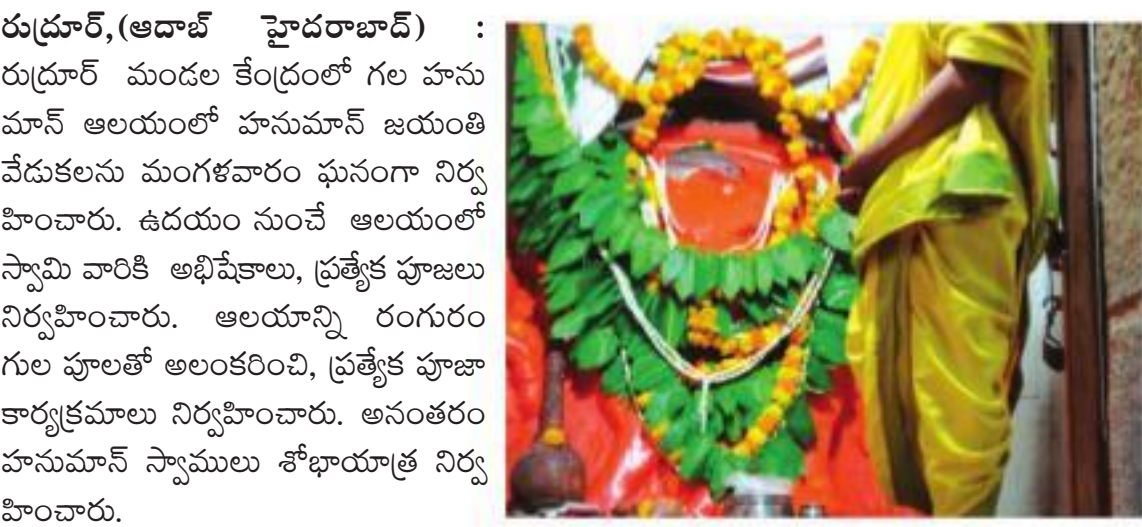 రుద్రూర్,(ఆదాబ్ హైదరాబాద్) :
రుద్రూర్ మండల కేంద్రంలో గల హను
మాన్ ఆలయంలో హనుమాన్ జయంతి
వేడుకలను మంగళవారం ఘనంగా నిర్వ
హించారు. ఉదయం నుంచే ఆలయంలో
స్వామి వారికి అభిషేకాలు, ప్రత్యేక పూజలు
నిర్వహించారు. ఆలయాన్ని రంగురం
గుల పూలతో అలంకరించి, ప్రత్యేక పూజా
కార్యక్రమాలు నిర్వహించారు. అనంతరం
హనుమాన్ స్వాములు శోభాయాత్ర నిర్వ
హించారు.